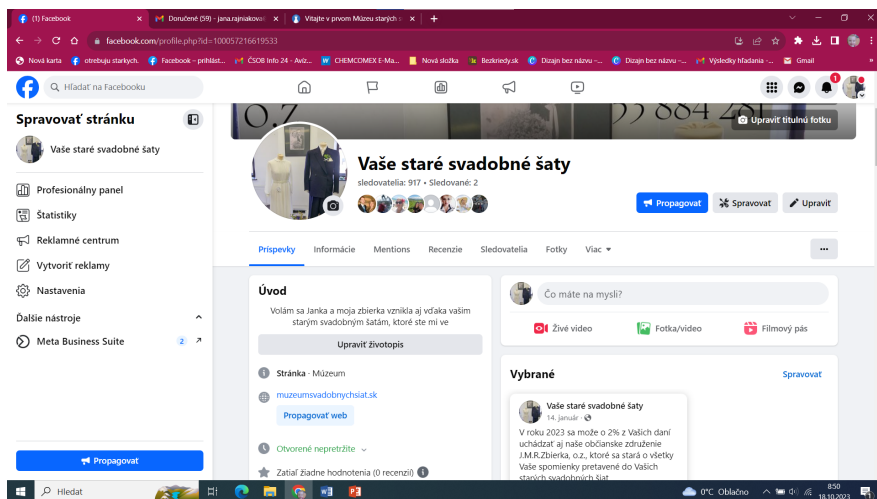 (1) Facebook
Doručené (59) - jana.rajniakova@
Vitajte v prvom Múzeu starých s
facebook.com/profile.php?id=100057216619533
Nová karta
otrebuju starkych.
Facebook – prihlást...
ČSOB Info 24 - Avíz...
CHEMCOMEX E-Ma...
Nová složka
Bezkriedy.sk
Dizajn bez názvu –...
Dizajn bez názvu –...
Výsledky hľadania -...
Gmail
Hľadať na Facebooku
1
Spravovať stránku
Vaše staré svadobné šaty
Profesionálny panel
Štatistiky
Reklamné centrum
Vytvoriť reklamy
Nastavenia
Ďalšie nástroje
Meta Business Suite
2
Propagovať
O.Z
Upraviť titulnú fotku
Vaše staré svadobné šaty
sledovatelia: 917 • Sledované: 2
Propagovať
Spravovať
Upraviť
Príspevky
Informácie
Mentions
Recenzie
Sledovatelia
Fotky
Viac
Úvod
Volám sa Janka a moja zbierka vznikla aj vďaka vašim
starým svadobným šatám, ktoré ste mi ve
Upraviť životopis
Stránka · Múzeum
muzeumsvadobnychsiat.sk
Propagovať web
Otvorené nepretržite
Zatiaľ žiadne hodnotenia (0 recenzií)
Čo máte na mysli?
Živé video
Fotka/video
Filmový pás
Vybrané
Spravovať
Vaše staré svadobné šaty
14. január ·
V roku 2023 sa može o 2% z Vašich daní
uchádzať aj naše občianske združenie
J.M.R.Zbierka, o.z., ktoré sa stará o všetky
Vaše spomienky pretavené do Vašich
starých svadobných šiat
Hledat
0°C Oblačno
8:50
18.10.2023